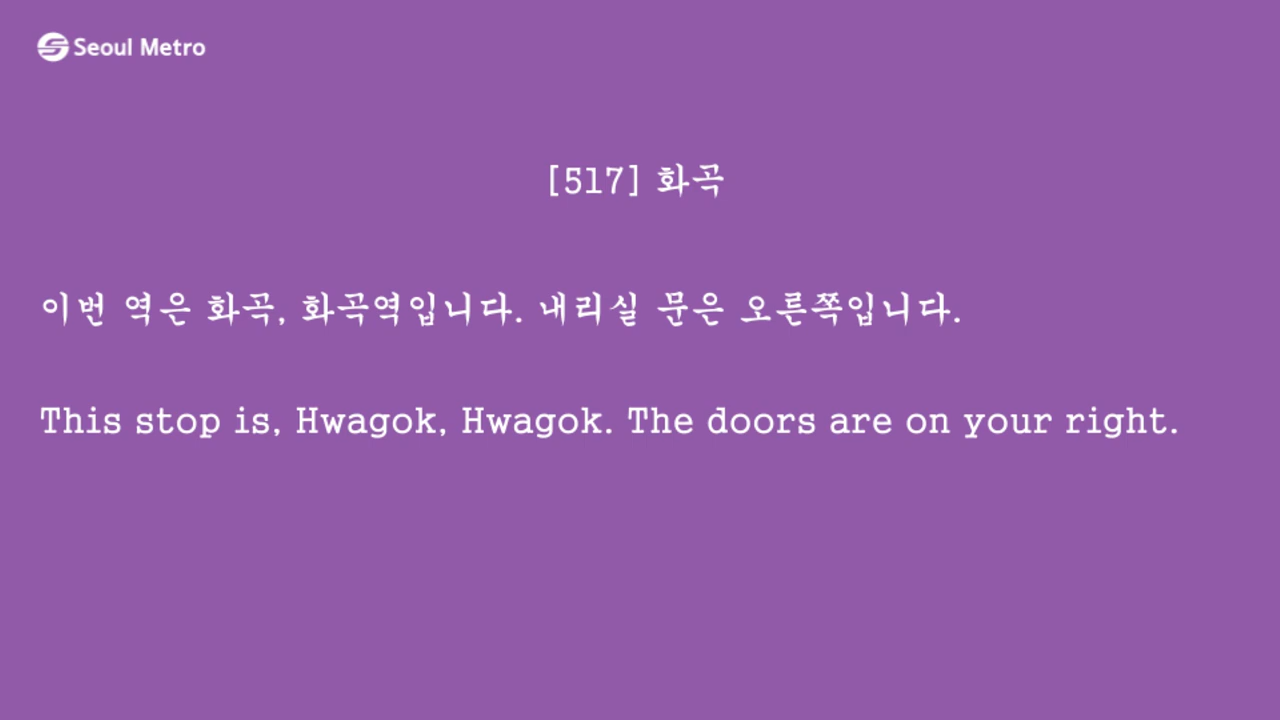 Seoul Metro
[517] 화곡
이번 역은 화곡, 화곡역입니다. 내리실 문은 오른쪽입니다.
This stop is, Hwagok, Hwagok. The doors are on your right.